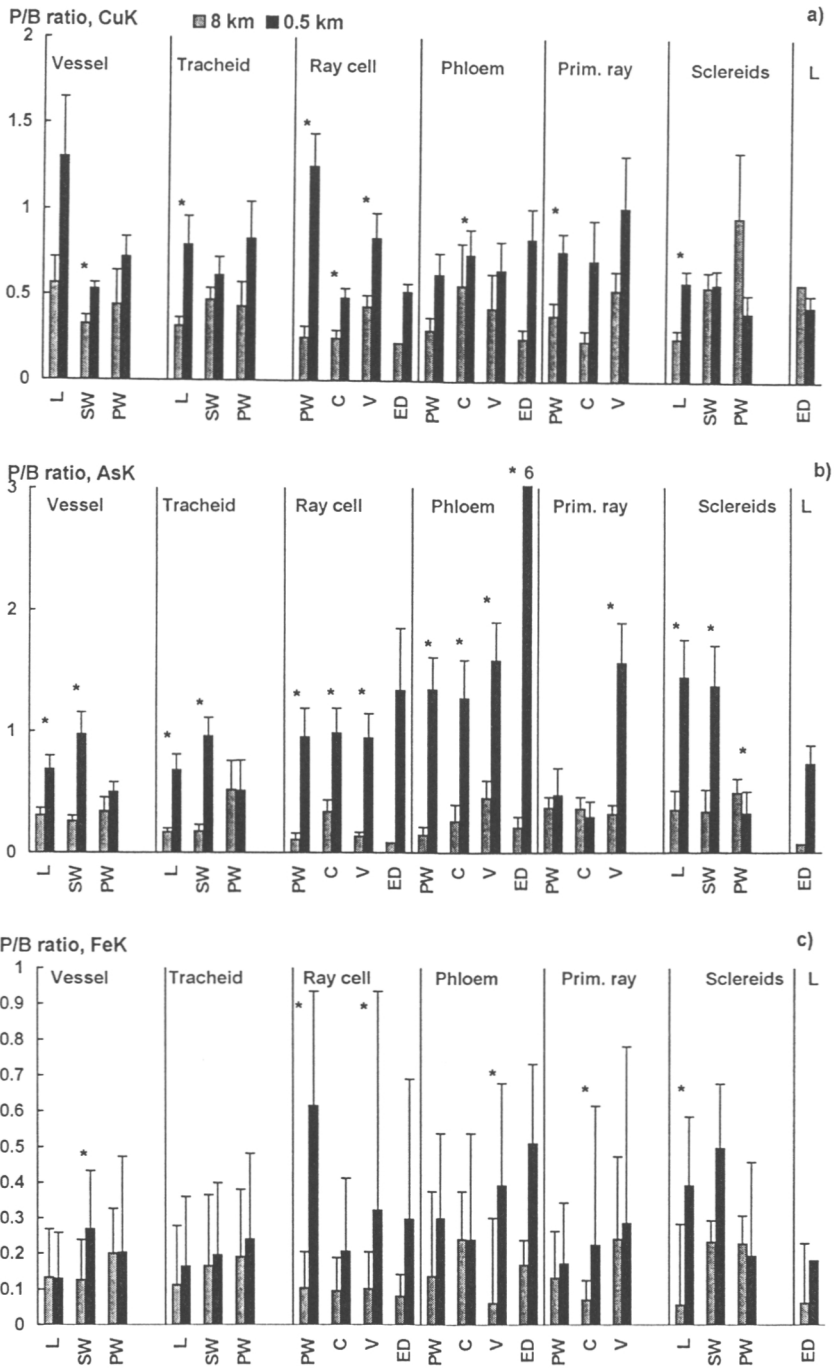 P/B ratio, CuK 8 km 0.5 km a)
Vessel Tracheid Ray cell Phloem Prim. ray Sclereids L
2
1.5
1
0.5
0
* * * * * * * *
L SW PW L SW PW PW C V ED PW C V ED PW C V L SW PW ED
P/B ratio, AsK * 6 b)
Vessel Tracheid Ray cell Phloem Prim. ray Sclereids L
3
2
1
0
* * * * * * * * * * * * * *
L SW PW L SW PW PW C V ED PW C V ED PW C V L SW PW ED
P/B ratio, FeK c)
Vessel Tracheid Ray cell Phloem Prim. ray Sclereids L
1
0.9
0.8
0.7
0.6
0.5
0.4
0.3
0.2
0.1
0
* * * * * *
L SW PW L SW PW PW C V ED PW C V ED PW C V L SW PW ED